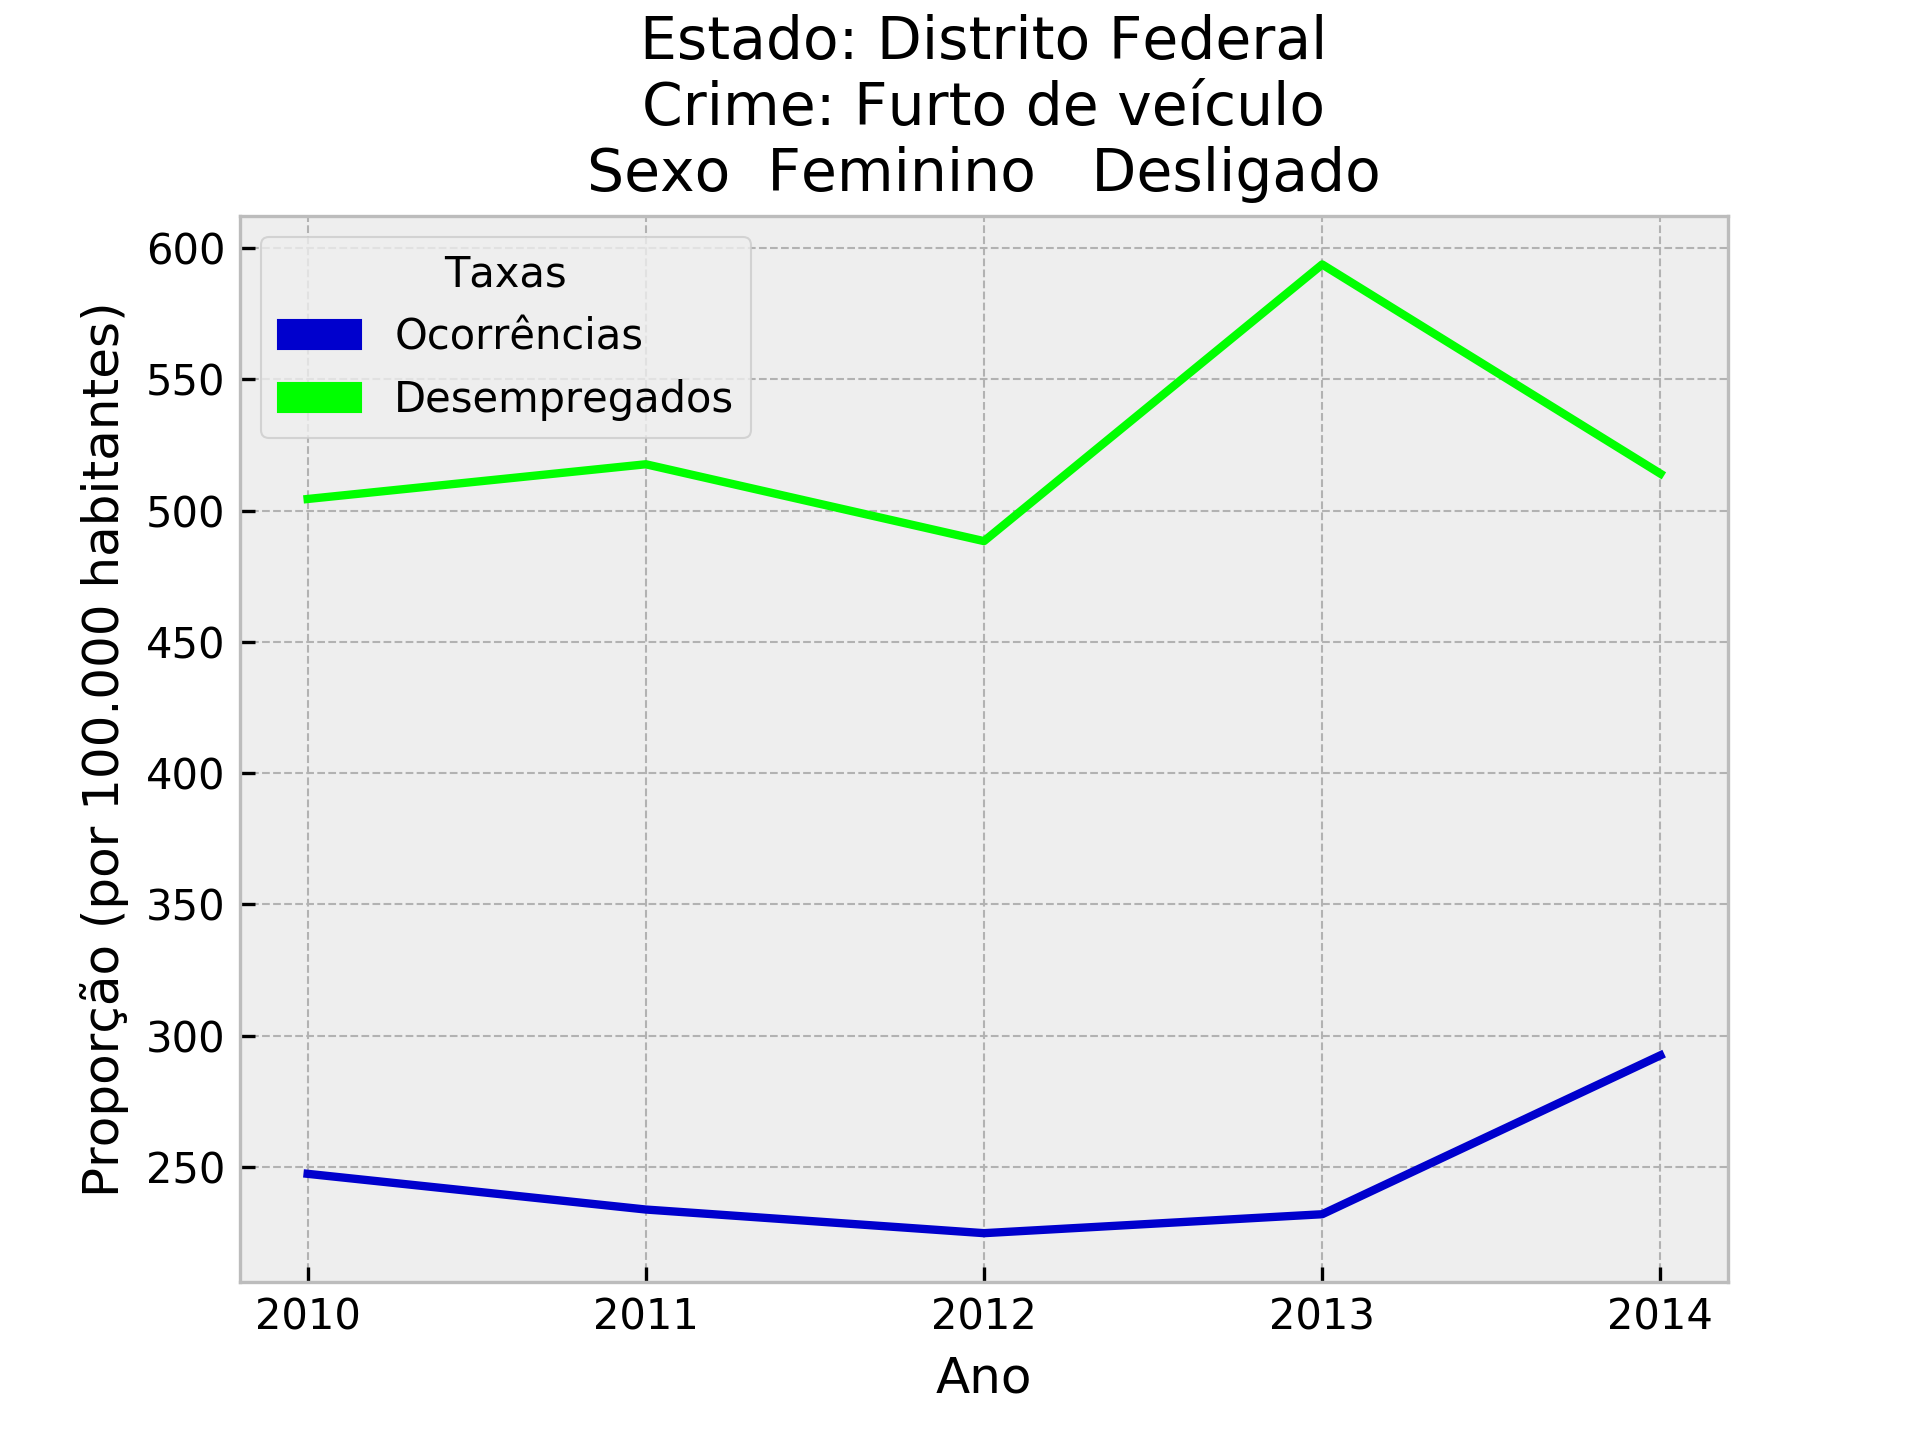 Estado: Distrito Federal
Crime: Furto de veículo
Sexo  Feminino   Desligado
Taxas
Ocorrências
Desempregados
Proporção (por 100.000 habitantes)
600
550
500
450
400
350
300
250
2010 2011 2012 2013 2014
Ano